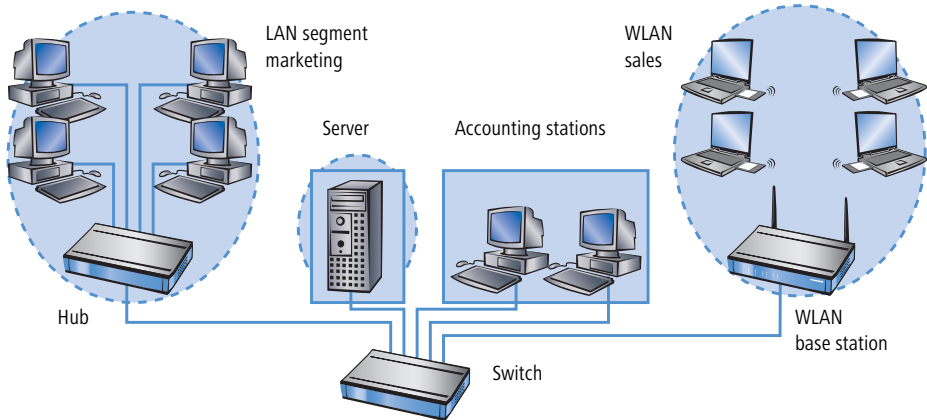 LAN segment
marketing
WLAN
sales
Server
Accounting stations
Hub
WLAN
base station
Switch